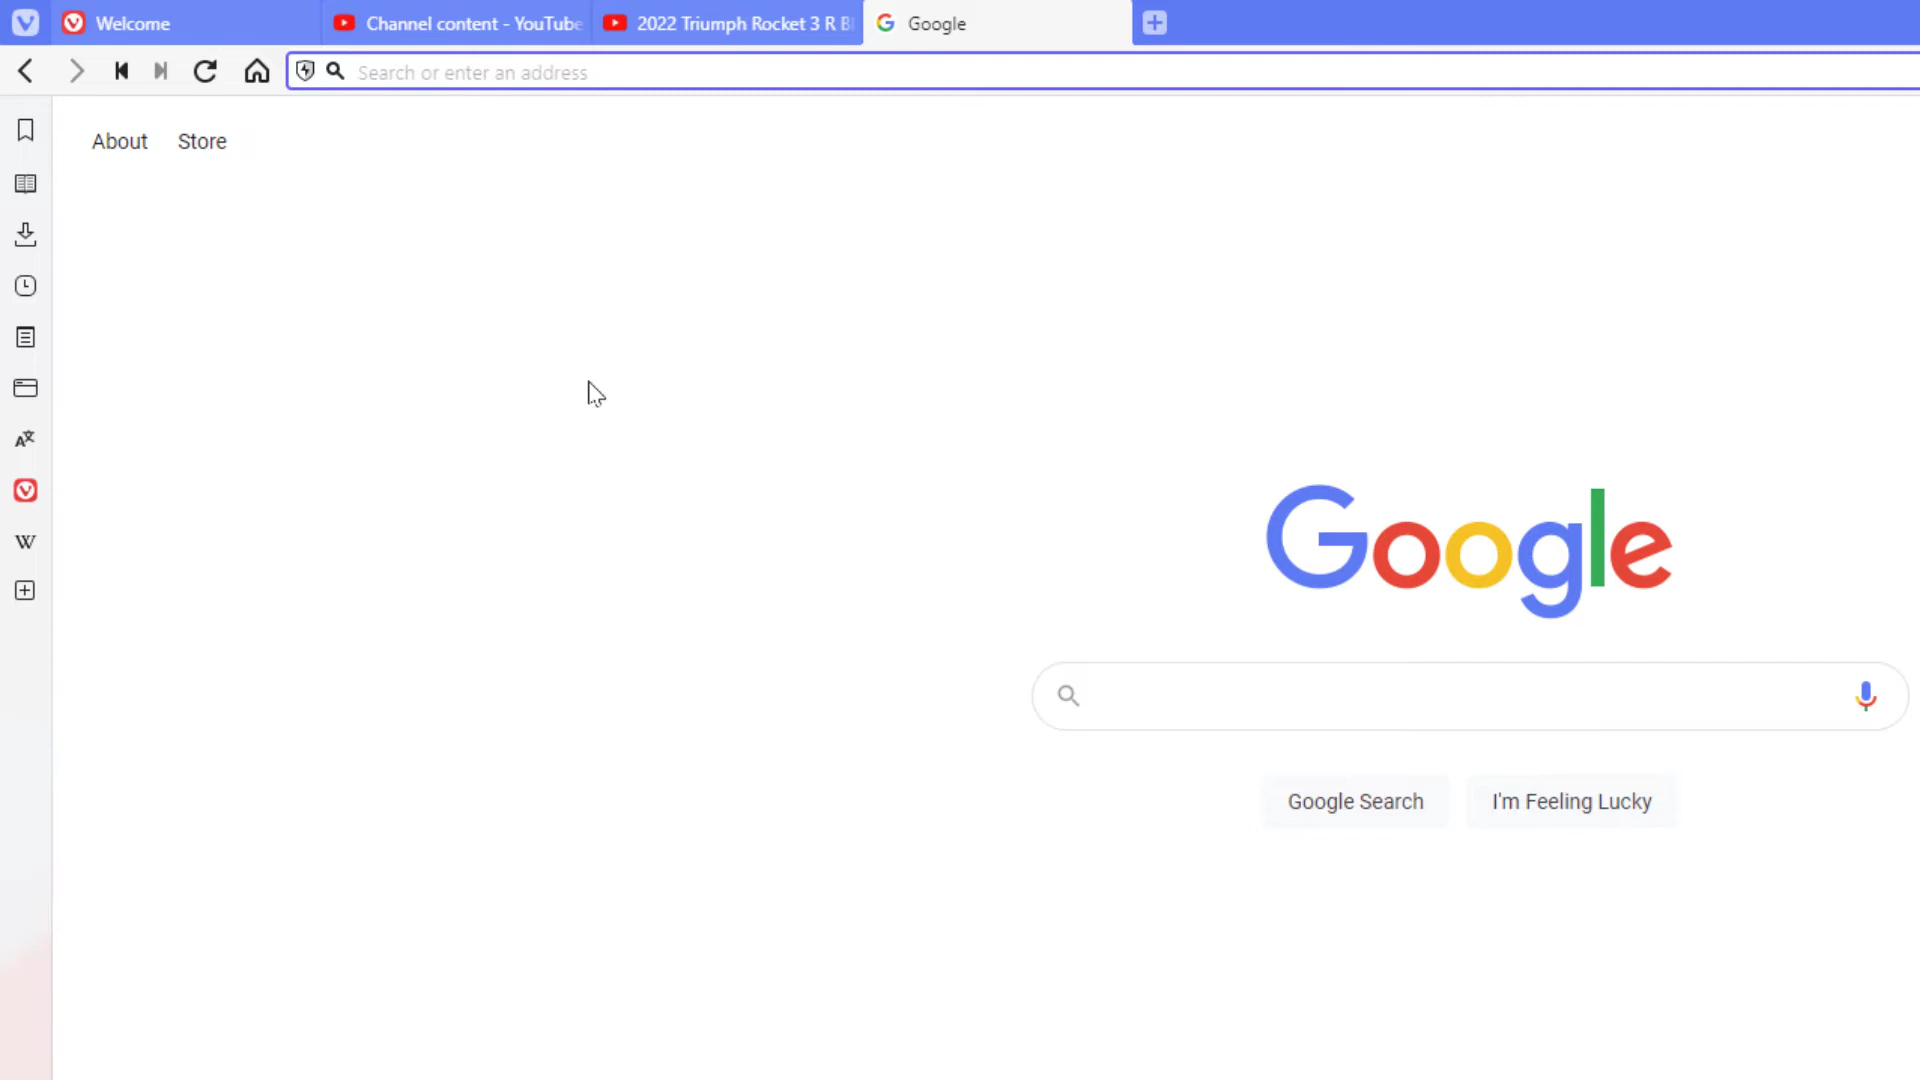 Welcome
Channel content - YouTube
2022 Triumph Rocket 3 R Bl
Google
Search or enter an address
About Store
W
Google
Google Search
I'm Feeling Lucky